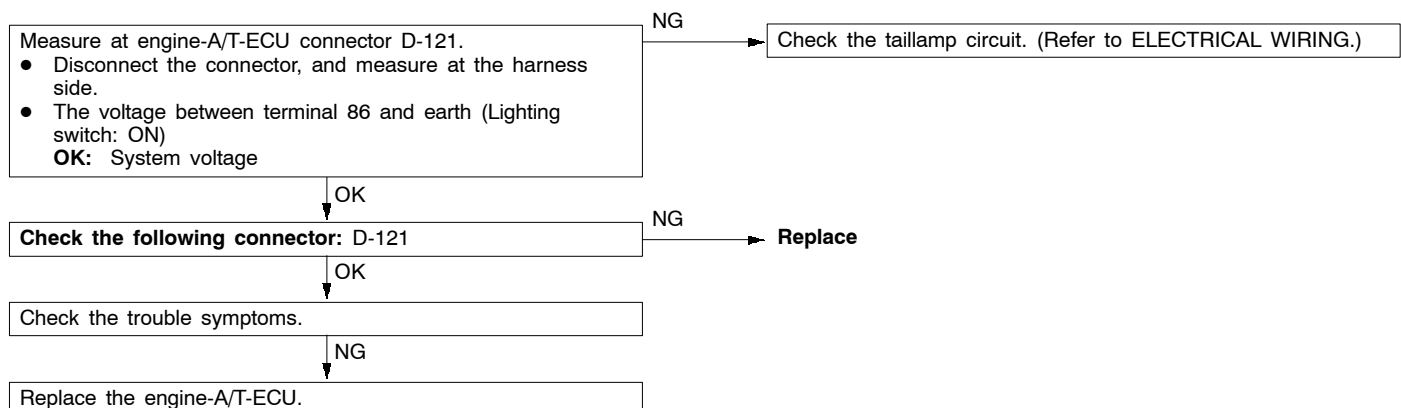 NG
Measure at engine-A/T-ECU connector D-121.
● Disconnect the connector, and measure at the harness
side.
● The voltage between terminal 86 and earth (Lighting
switch: ON)
OK: System voltage
Check the taillamp circuit. (Refer to ELECTRICAL WIRING.)
OK
NG
Check the following connector: D-121
Replace
OK
Check the trouble symptoms.
NG
Replace the engine-A/T-ECU.